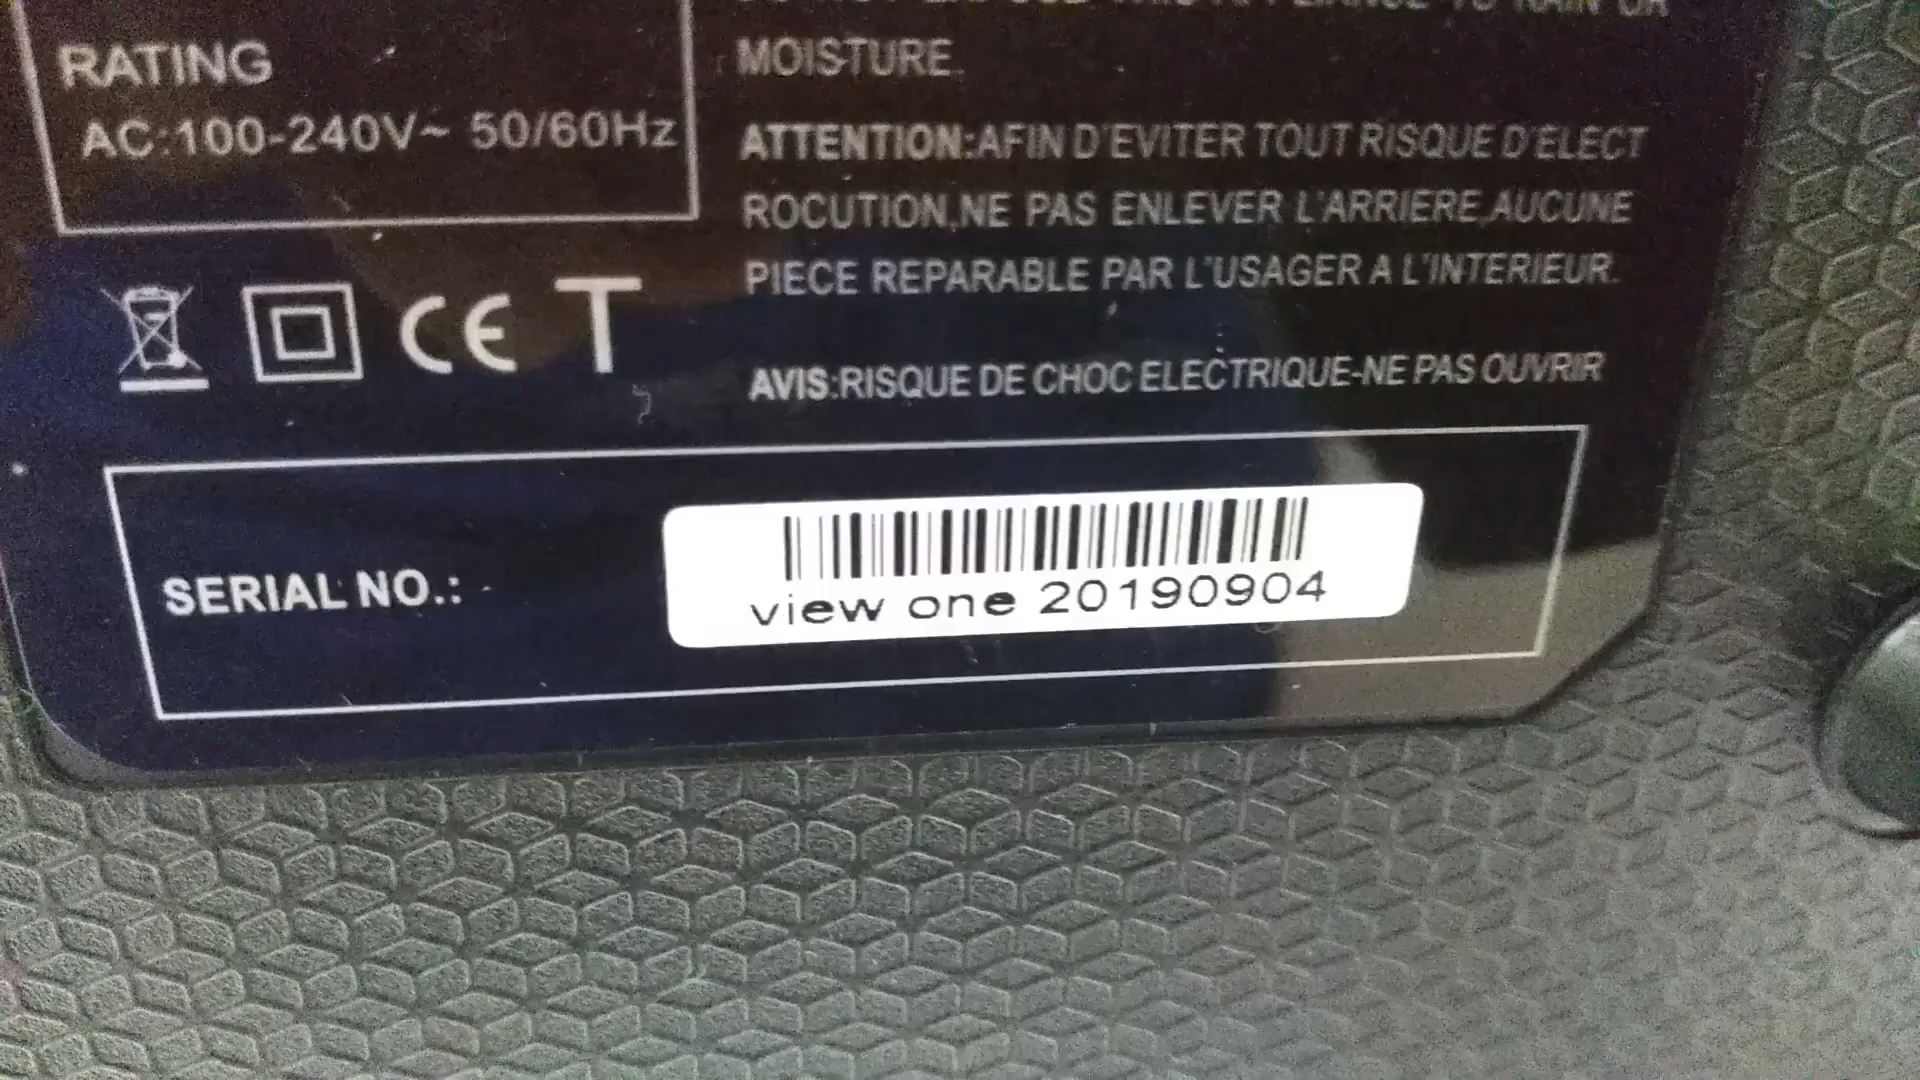 RATING
AC:100-240V~ 50/60Hz
CE T
MOISTURE.
ATTENTION:AFIN D'EVITER TOUT RISQUE D'ELECT
ROCUTION,NE PAS ENLEVER L'ARRIERE,AUCUNE
PIECE REPARABLE PAR L'USAGER A L'INTERIEUR.
AVIS:RISQUE DE CHOC ELECTRIQUE-NE PAS OUVRIR
SERIAL NO.:
view one 20190904